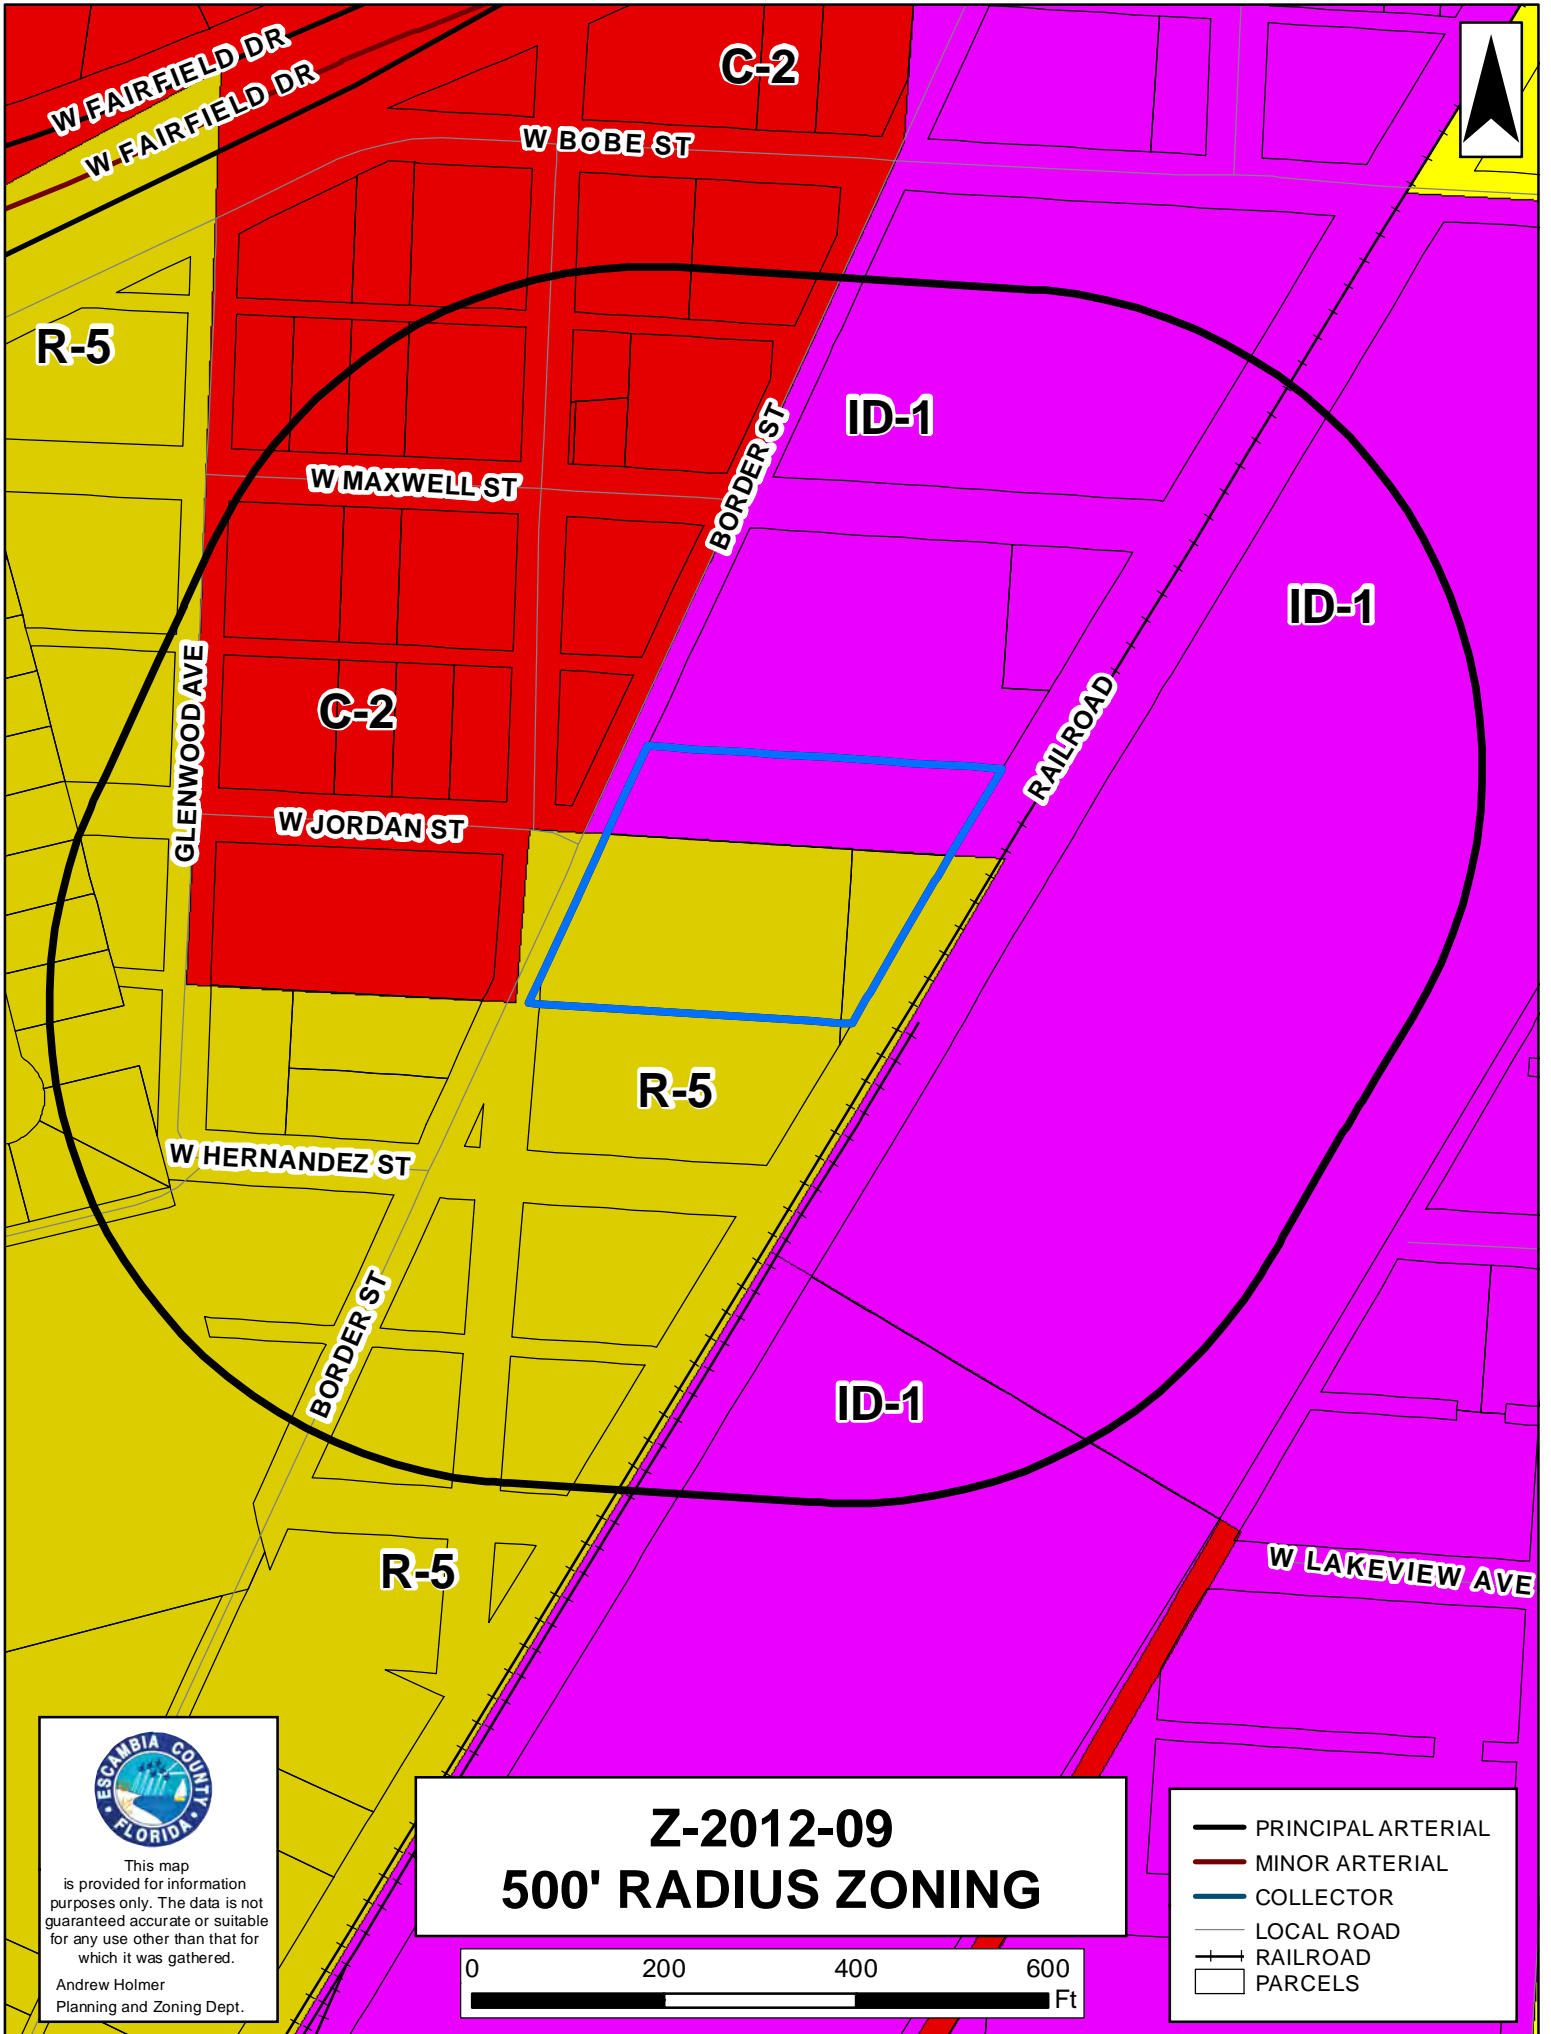 W FAIRFIELD DR
W FAIRFIELD DR
C-2
W BOBE ST
R-5
ID-1
BORDER ST
W MAXWELL ST
ID-1
GLENWOOD AVE
C-2
RAILROAD
W JORDAN ST
R-5
W HERNANDEZ ST
BORDER ST
ID-1
R-5
W LAKEVIEW AVE
ESCAMBIA COUNTY
FLORIDA
This map
is provided for information
purposes only. The data is not
guaranteed accurate or suitable
for any use other than that for
which it was gathered.
Andrew Holmer
Planning and Zoning Dept.
Z-2012-09
500' RADIUS ZONING
0 200 400 600
Ft
PRINCIPAL ARTERIAL
MINOR ARTERIAL
COLLECTOR
LOCAL ROAD
RAILROAD
PARCELS